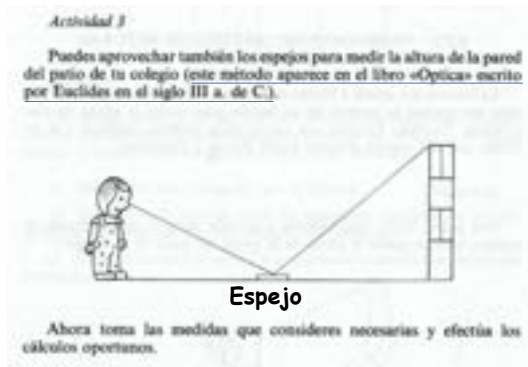 Actividad 3
Puedes aprovechar también los espejos para medir la altura de la pared
del patio de tu colegio (este método aparece en el libro «Optica» escrito
por Euclides en el siglo III a. de C.).
Espejo
Ahora toma las medidas que consideres necesarias y efectúa los
cálculos oportunos.